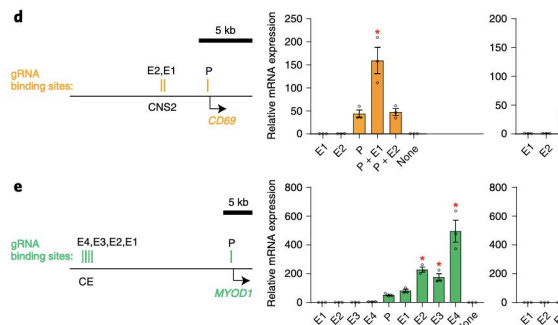 d
5 kb
gRNA
binding sites:
E2,E1
P
CNS2
CD69
Relative mRNA expression
250
200
150
100
50
0
*
E1
E2
P
P + E1
P + E2
None
200
150
100
50
0
E1
E2
e
5 kb
gRNA
binding sites:
E4,E3,E2,E1
P
CE
MYOD1
Relative mRNA expression
800
600
400
200
0
*
*
*
E1
E2
E3
E4
P
E1
E2
E3
E4
None
800
600
400
200
0
E1